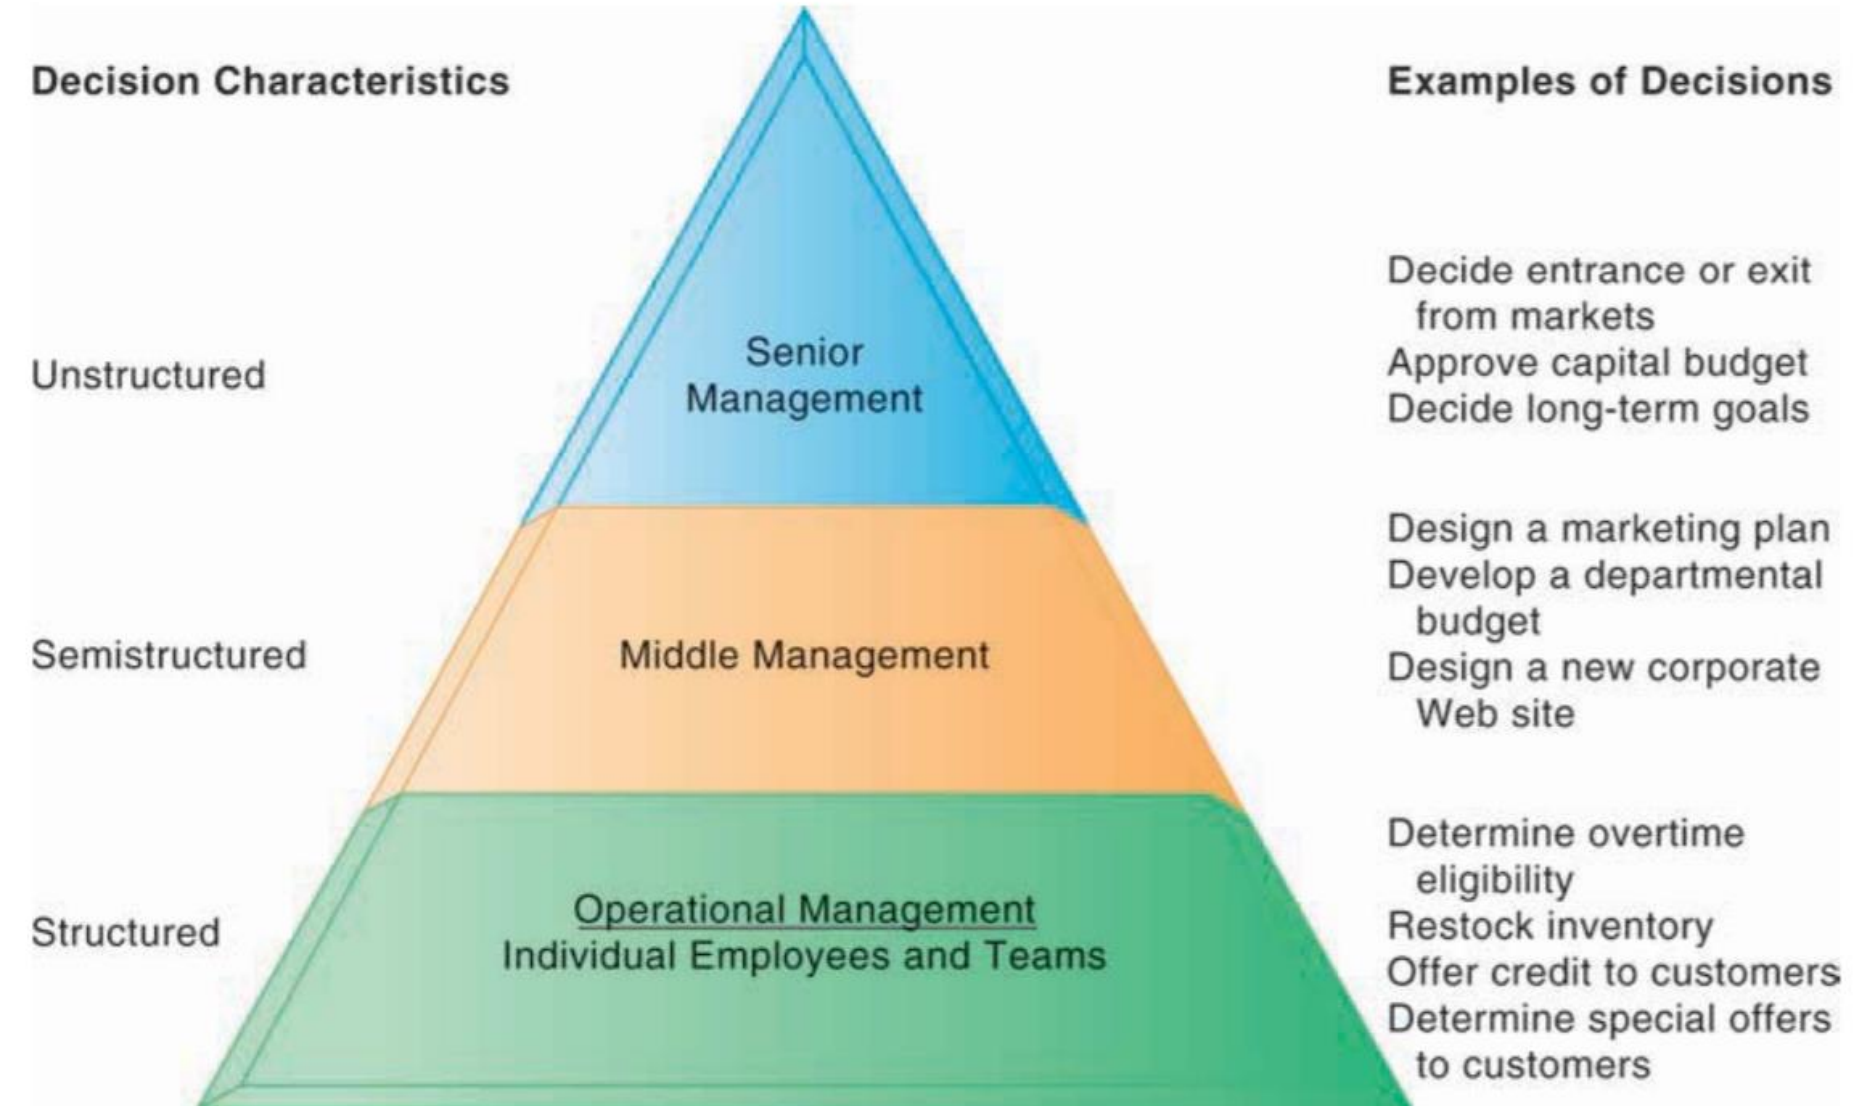 Decision Characteristics
Examples of Decisions
Unstructured
Senior
Management
Decide entrance or exit
from markets
Approve capital budget
Decide long-term goals
Semistructured
Middle Management
Design a marketing plan
Develop a departmental
budget
Design a new corporate
Web site
Structured
Operational Management
Individual Employees and Teams
Determine overtime
eligibility
Restock inventory
Offer credit to customers
Determine special offers
to customers